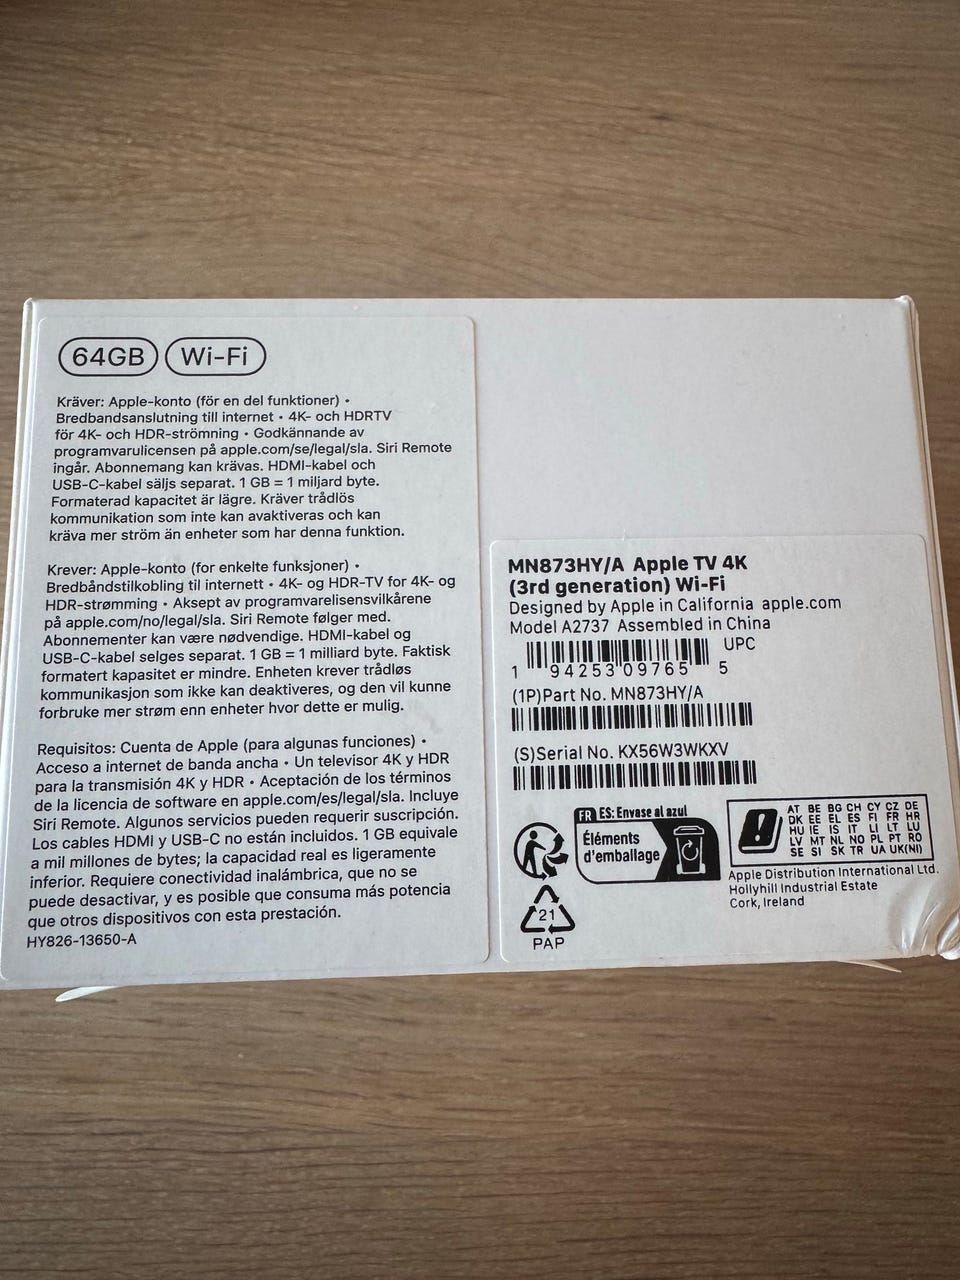 64GB Wi-Fi
Kräver: Apple-konto (för en del funktioner) •
Bredbandsanslutning till internet • 4K- och HDRTV
för 4K- och HDR-strömning • Godkännande av
programvarulicensen på apple.com/se/legal/sla. Siri Remote
ingår. Abonnemang kan krävas. HDMI-kabel och
USB-C-kabel säljs separat. 1 GB = 1 miljard byte.
Formaterad kapacitet är lägre. Kräver trådlös
kommunikation som inte kan avaktiveras och kan
kräva mer ström än enheter som har denna funktion.
Krever: Apple-konto (for enkelte funksjoner) •
Bredbåndstilkobling til internett • 4K- og HDR-TV for 4K- og
HDR-strømming • Aksept av programvarelisensvilkårene
på apple.com/no/legal/sla. Siri Remote følger med.
Abonnementer kan være nødvendige. HDMI-kabel og
USB-C-kabel selges separat. 1 GB = 1 milliard byte. Faktisk
formatert kapasitet er mindre. Enheten krever trådløs
kommunikasjon som ikke kan deaktiveres, og den vil kunne
forbruke mer strøm enn enheter hvor dette er mulig.
Requisitos: Cuenta de Apple (para algunas funciones) •
Acceso a internet de banda ancha • Un televisor 4K y HDR
para la transmisión 4K y HDR • Aceptación de los términos
de la licencia de software en apple.com/es/legal/sla. Incluye
Siri Remote. Algunos servicios pueden requerir suscripción.
Los cables HDMI y USB-C no están incluidos. 1 GB equivale
a mil millones de bytes; la capacidad real es ligeramente
inferior. Requiere conectividad inalámbrica, que no se
puede desactivar, y es posible que consuma más potencia
que otros dispositivos con esta prestación.
HY826-13650-A
MN873HY/A Apple TV 4K
(3rd generation) Wi-Fi
Designed by Apple in California apple.com
Model A2737 Assembled in China
UPC
1 94253 09765 5
(1P)Part No. MN873HY/A
(S)Serial No. KX56W3WKXV
FR ES: Envase al azul
Éléments
d'emballage
21
PAP
AT BE BG CH CY CZ DE
DK EE EL ES FI FR HR
HU IE IS IT LI LT LU
LV MT NL NO PL PT RO
SE SI SK TR UA UK(NI)
Apple Distribution International Ltd.
Hollyhill Industrial Estate
Cork, Ireland